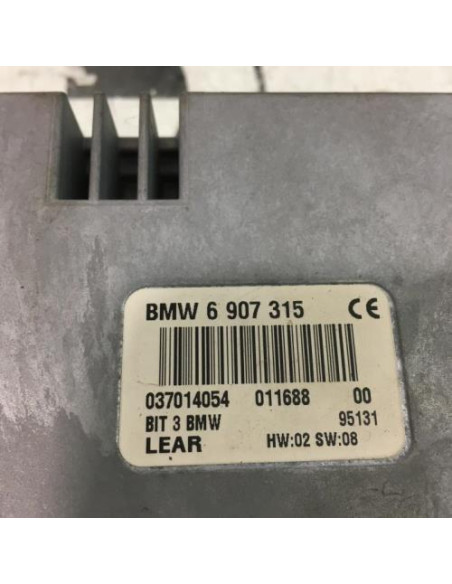 BMW 6 907 315 CE
037014054 011688 00
BIT 3 BMW 95131
LEAR HW:02 SW:08